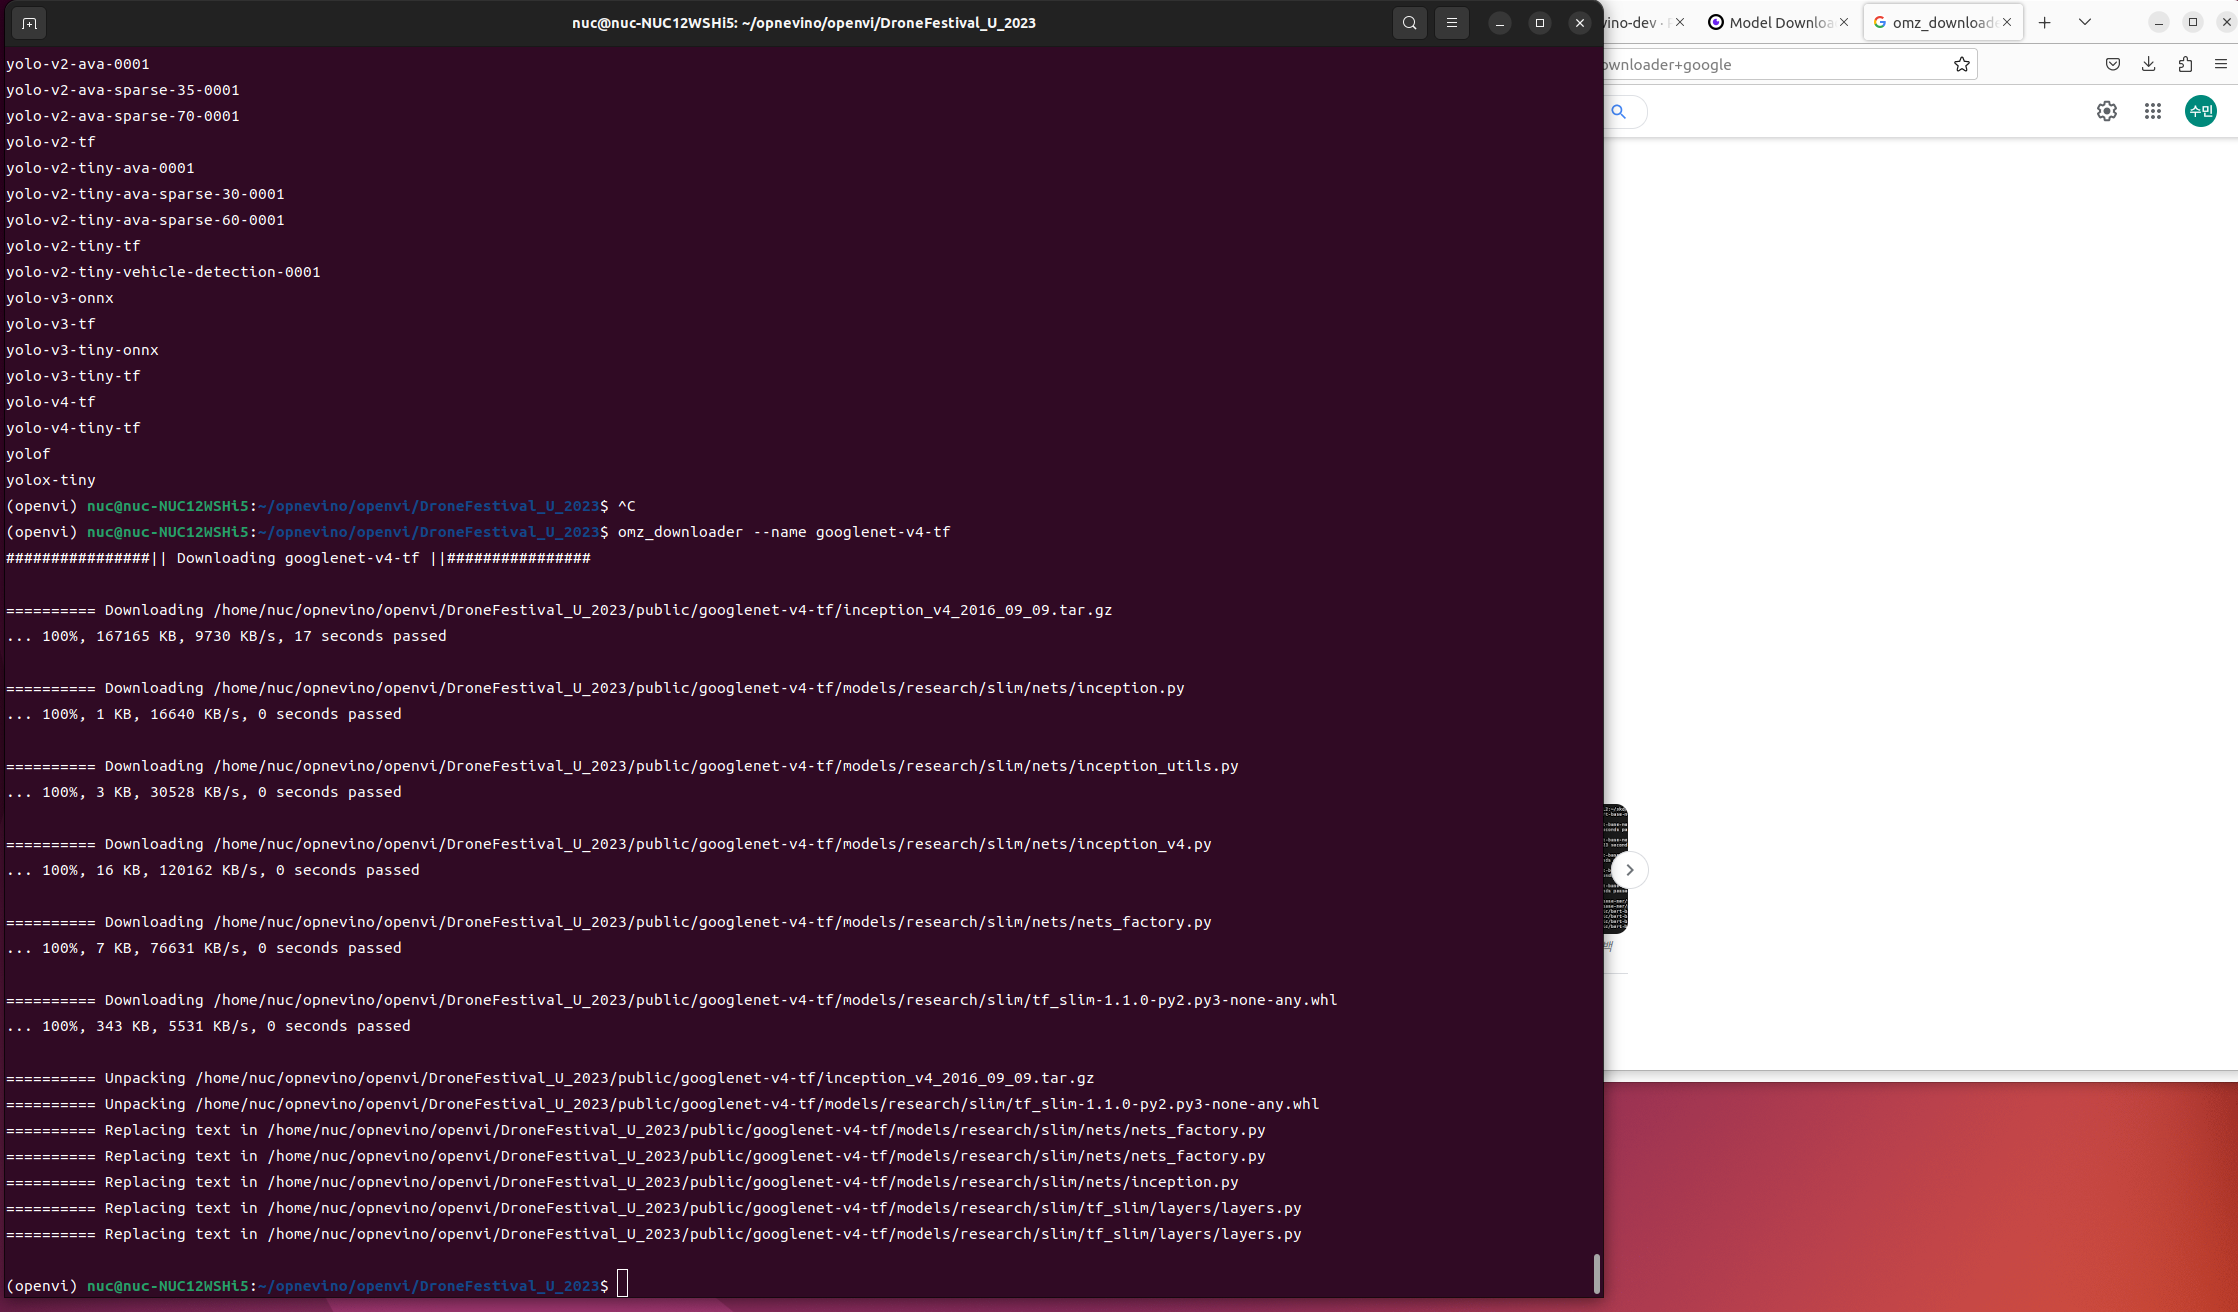 nuc@nuc-NUC12WSHi5: ~/opnevino/openvi/DroneFestival_U_2023
yolo-v2-ava-0001
yolo-v2-ava-sparse-35-0001
yolo-v2-ava-sparse-70-0001
yolo-v2-tf
yolo-v2-tiny-ava-0001
yolo-v2-tiny-ava-sparse-30-0001
yolo-v2-tiny-ava-sparse-60-0001
yolo-v2-tiny-tf
yolo-v2-tiny-vehicle-detection-0001
yolo-v3-onnx
yolo-v3-tf
yolo-v3-tiny-onnx
yolo-v3-tiny-tf
yolo-v4-tf
yolo-v4-tiny-tf
yolof
yolox-tiny
(openvi) nuc@nuc-NUC12WSHi5:~/opnevino/openvi/DroneFestival_U_2023$ ^C
(openvi) nuc@nuc-NUC12WSHi5:~/opnevino/openvi/DroneFestival_U_2023$ omz_downloader --name googlenet-v4-tf
################|| Downloading googlenet-v4-tf ||################
========== Downloading /home/nuc/opnevino/openvi/DroneFestival_U_2023/public/googlenet-v4-tf/inception_v4_2016_09_09.tar.gz
... 100%, 167165 KB, 9730 KB/s, 17 seconds passed
========== Downloading /home/nuc/opnevino/openvi/DroneFestival_U_2023/public/googlenet-v4-tf/models/research/slim/nets/inception.py
... 100%, 1 KB, 16640 KB/s, 0 seconds passed
========== Downloading /home/nuc/opnevino/openvi/DroneFestival_U_2023/public/googlenet-v4-tf/models/research/slim/nets/inception_utils.py
... 100%, 3 KB, 30528 KB/s, 0 seconds passed
========== Downloading /home/nuc/opnevino/openvi/DroneFestival_U_2023/public/googlenet-v4-tf/models/research/slim/nets/inception_v4.py
... 100%, 16 KB, 120162 KB/s, 0 seconds passed
========== Downloading /home/nuc/opnevino/openvi/DroneFestival_U_2023/public/googlenet-v4-tf/models/research/slim/nets/nets_factory.py
... 100%, 7 KB, 76631 KB/s, 0 seconds passed
========== Downloading /home/nuc/opnevino/openvi/DroneFestival_U_2023/public/googlenet-v4-tf/models/research/slim/tf_slim-1.1.0-py2.py3-none-any.whl
... 100%, 343 KB, 5531 KB/s, 0 seconds passed
========== Unpacking /home/nuc/opnevino/openvi/DroneFestival_U_2023/public/googlenet-v4-tf/inception_v4_2016_09_09.tar.gz
========== Unpacking /home/nuc/opnevino/openvi/DroneFestival_U_2023/public/googlenet-v4-tf/models/research/slim/tf_slim-1.1.0-py2.py3-none-any.whl
========== Replacing text in /home/nuc/opnevino/openvi/DroneFestival_U_2023/public/googlenet-v4-tf/models/research/slim/nets/nets_factory.py
========== Replacing text in /home/nuc/opnevino/openvi/DroneFestival_U_2023/public/googlenet-v4-tf/models/research/slim/nets/nets_factory.py
========== Replacing text in /home/nuc/opnevino/openvi/DroneFestival_U_2023/public/googlenet-v4-tf/models/research/slim/nets/inception.py
========== Replacing text in /home/nuc/opnevino/openvi/DroneFestival_U_2023/public/googlenet-v4-tf/models/research/slim/tf_slim/layers/layers.py
========== Replacing text in /home/nuc/opnevino/openvi/DroneFestival_U_2023/public/googlenet-v4-tf/models/research/slim/tf_slim/layers/layers.py
(openvi) nuc@nuc-NUC12WSHi5:~/opnevino/openvi/DroneFestival_U_2023$
vino-dev ·
Model Downloa
omz_downloade
ownloader+google
수민
백